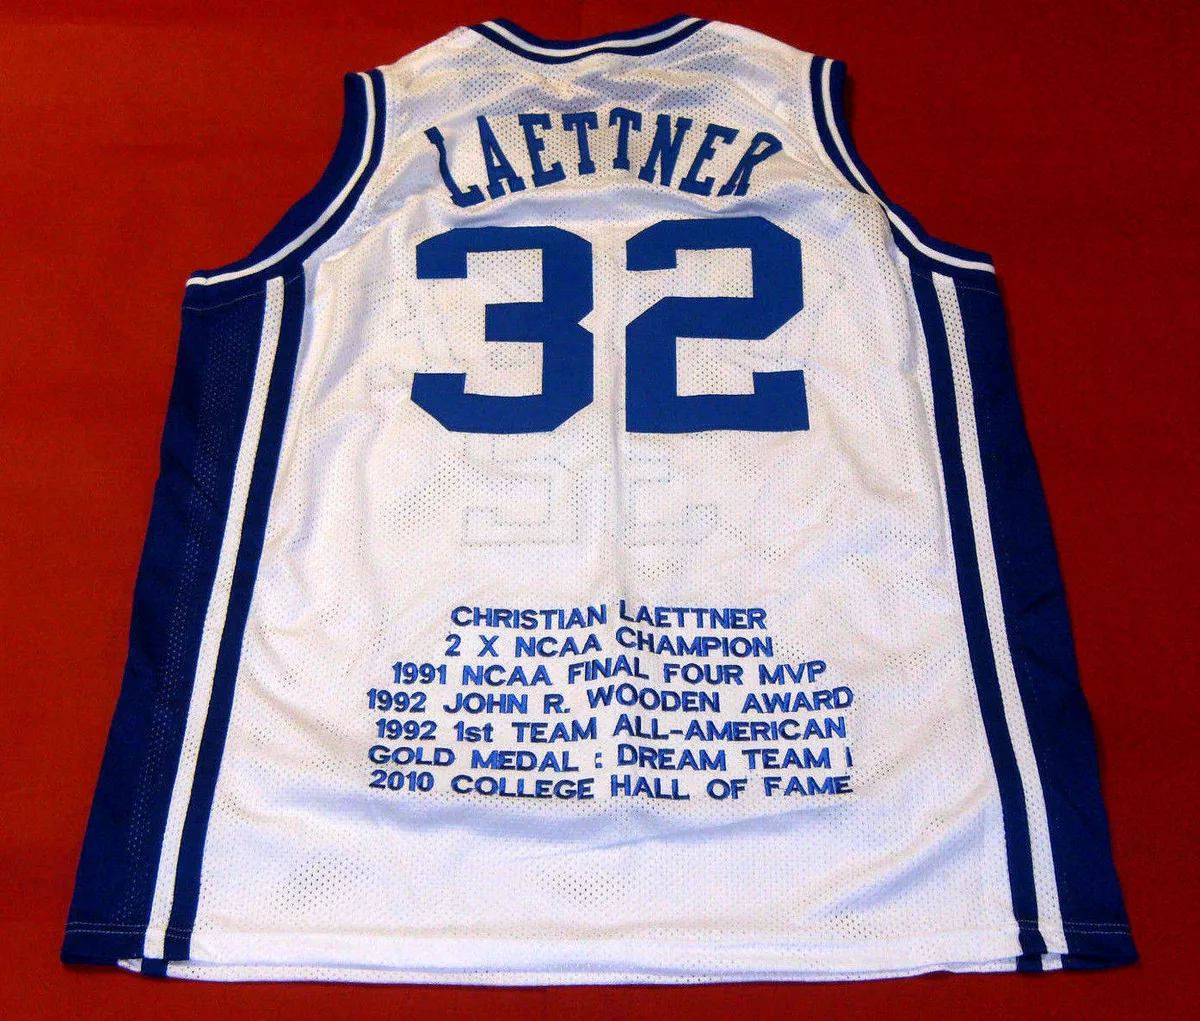 LAETTNER
32
CHRISTIAN LAETTNER
2 X NCAA CHAMPION
1991 NCAA FINAL FOUR MVP
1992 JOHN R. WOODEN AWARD
1992 1st TEAM ALL-AMERICAN
GOLD MEDAL : DREAM TEAM I
2010 COLLEGE HALL OF FAME